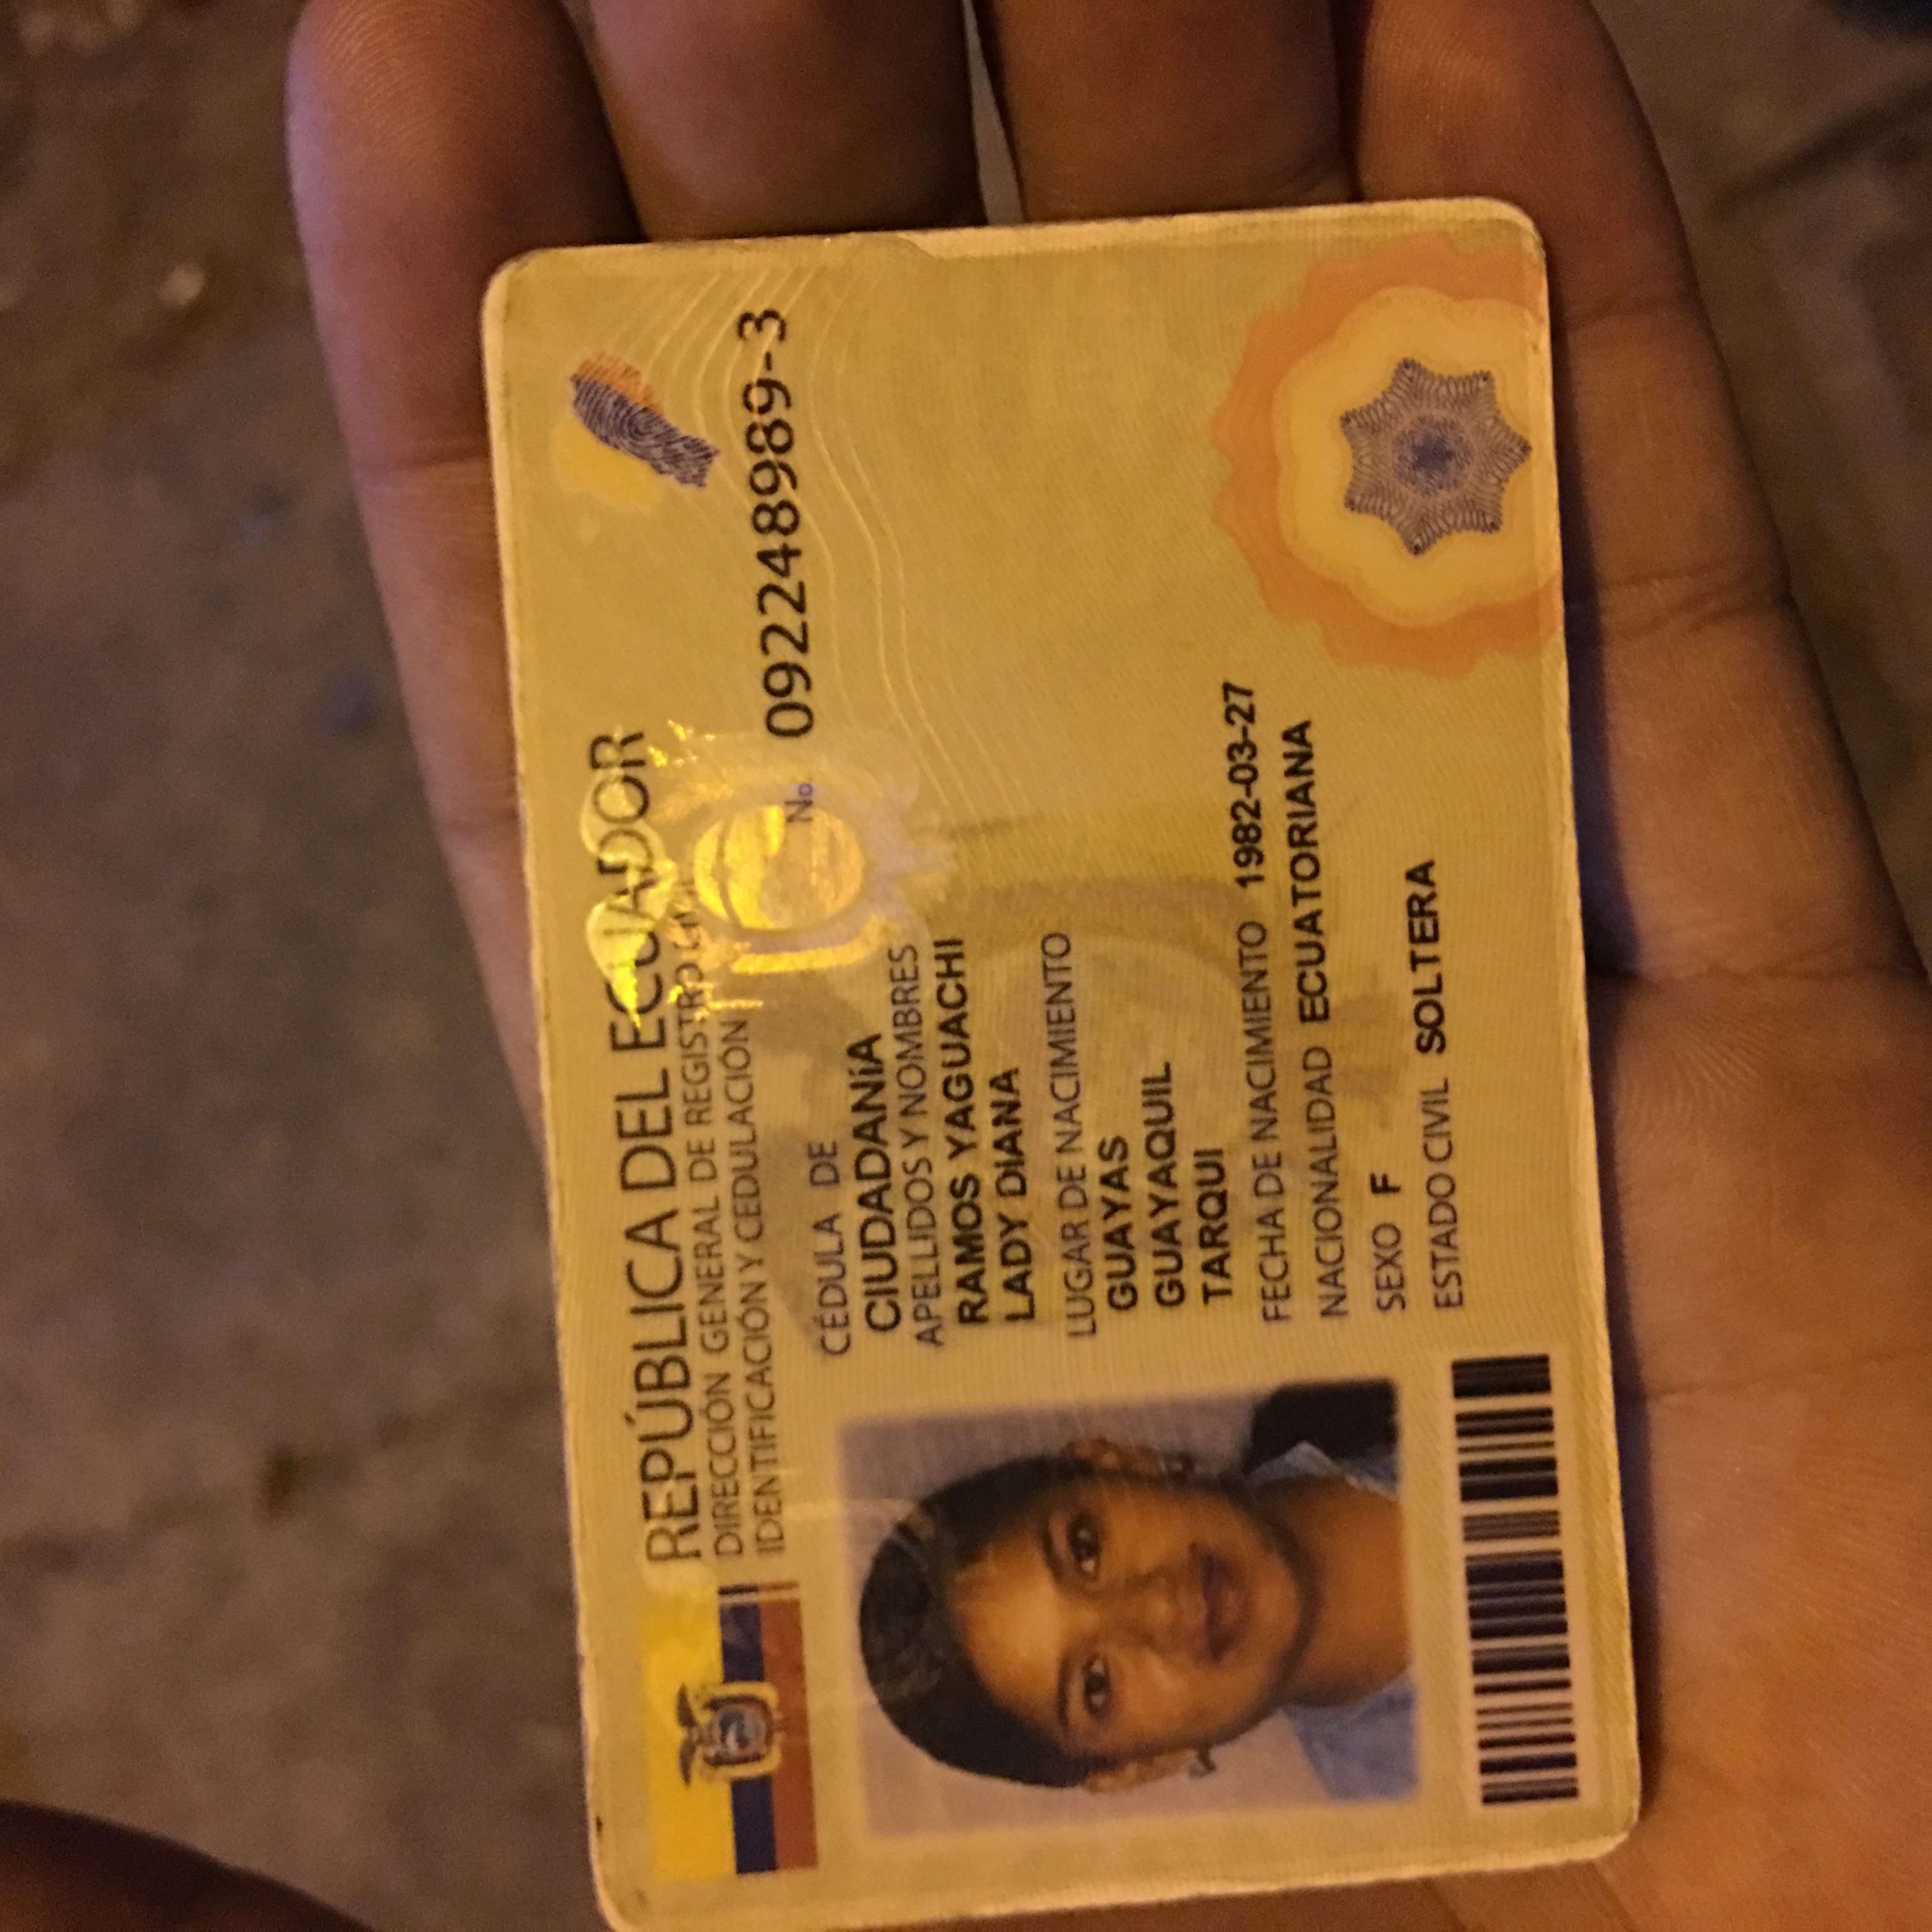 REPÚBLICA DEL ECUADOR
DIRECCIÓN GENERAL DE REGISTRO CIVIL
IDENTIFICACIÓN Y CEDULACIÓN
No. 092248989-3
CÉDULA DE
CIUDADANíA
APELLIDOS Y NOMBRES
RAMOS YAGUACHI
LADY DIANA
LUGAR DE NACIMIENTO
GUAYAS
GUAYAQUIL
TARQUI
FECHA DE NACIMIENTO 1982-03-27
NACIONALIDAD ECUATORIANA
SEXO F
ESTADO CIVIL SOLTERA